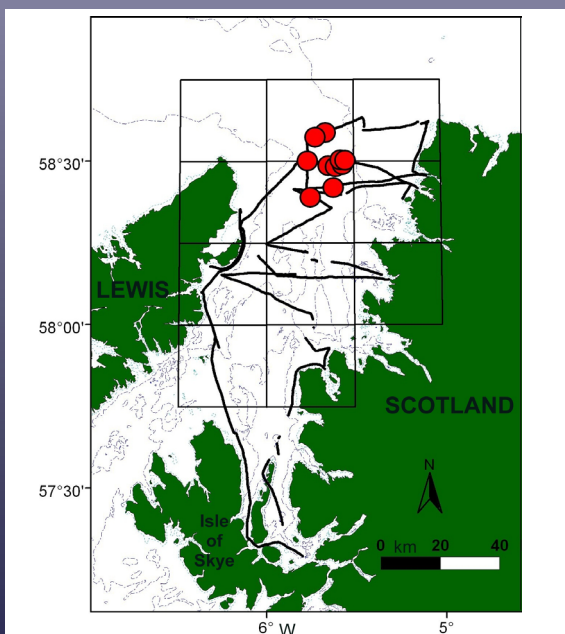 58°30'
LEWIS
58°00'
SCOTLAND
57°30'
N
Isle
of
Skye
0 km 20 40
6° W 5°